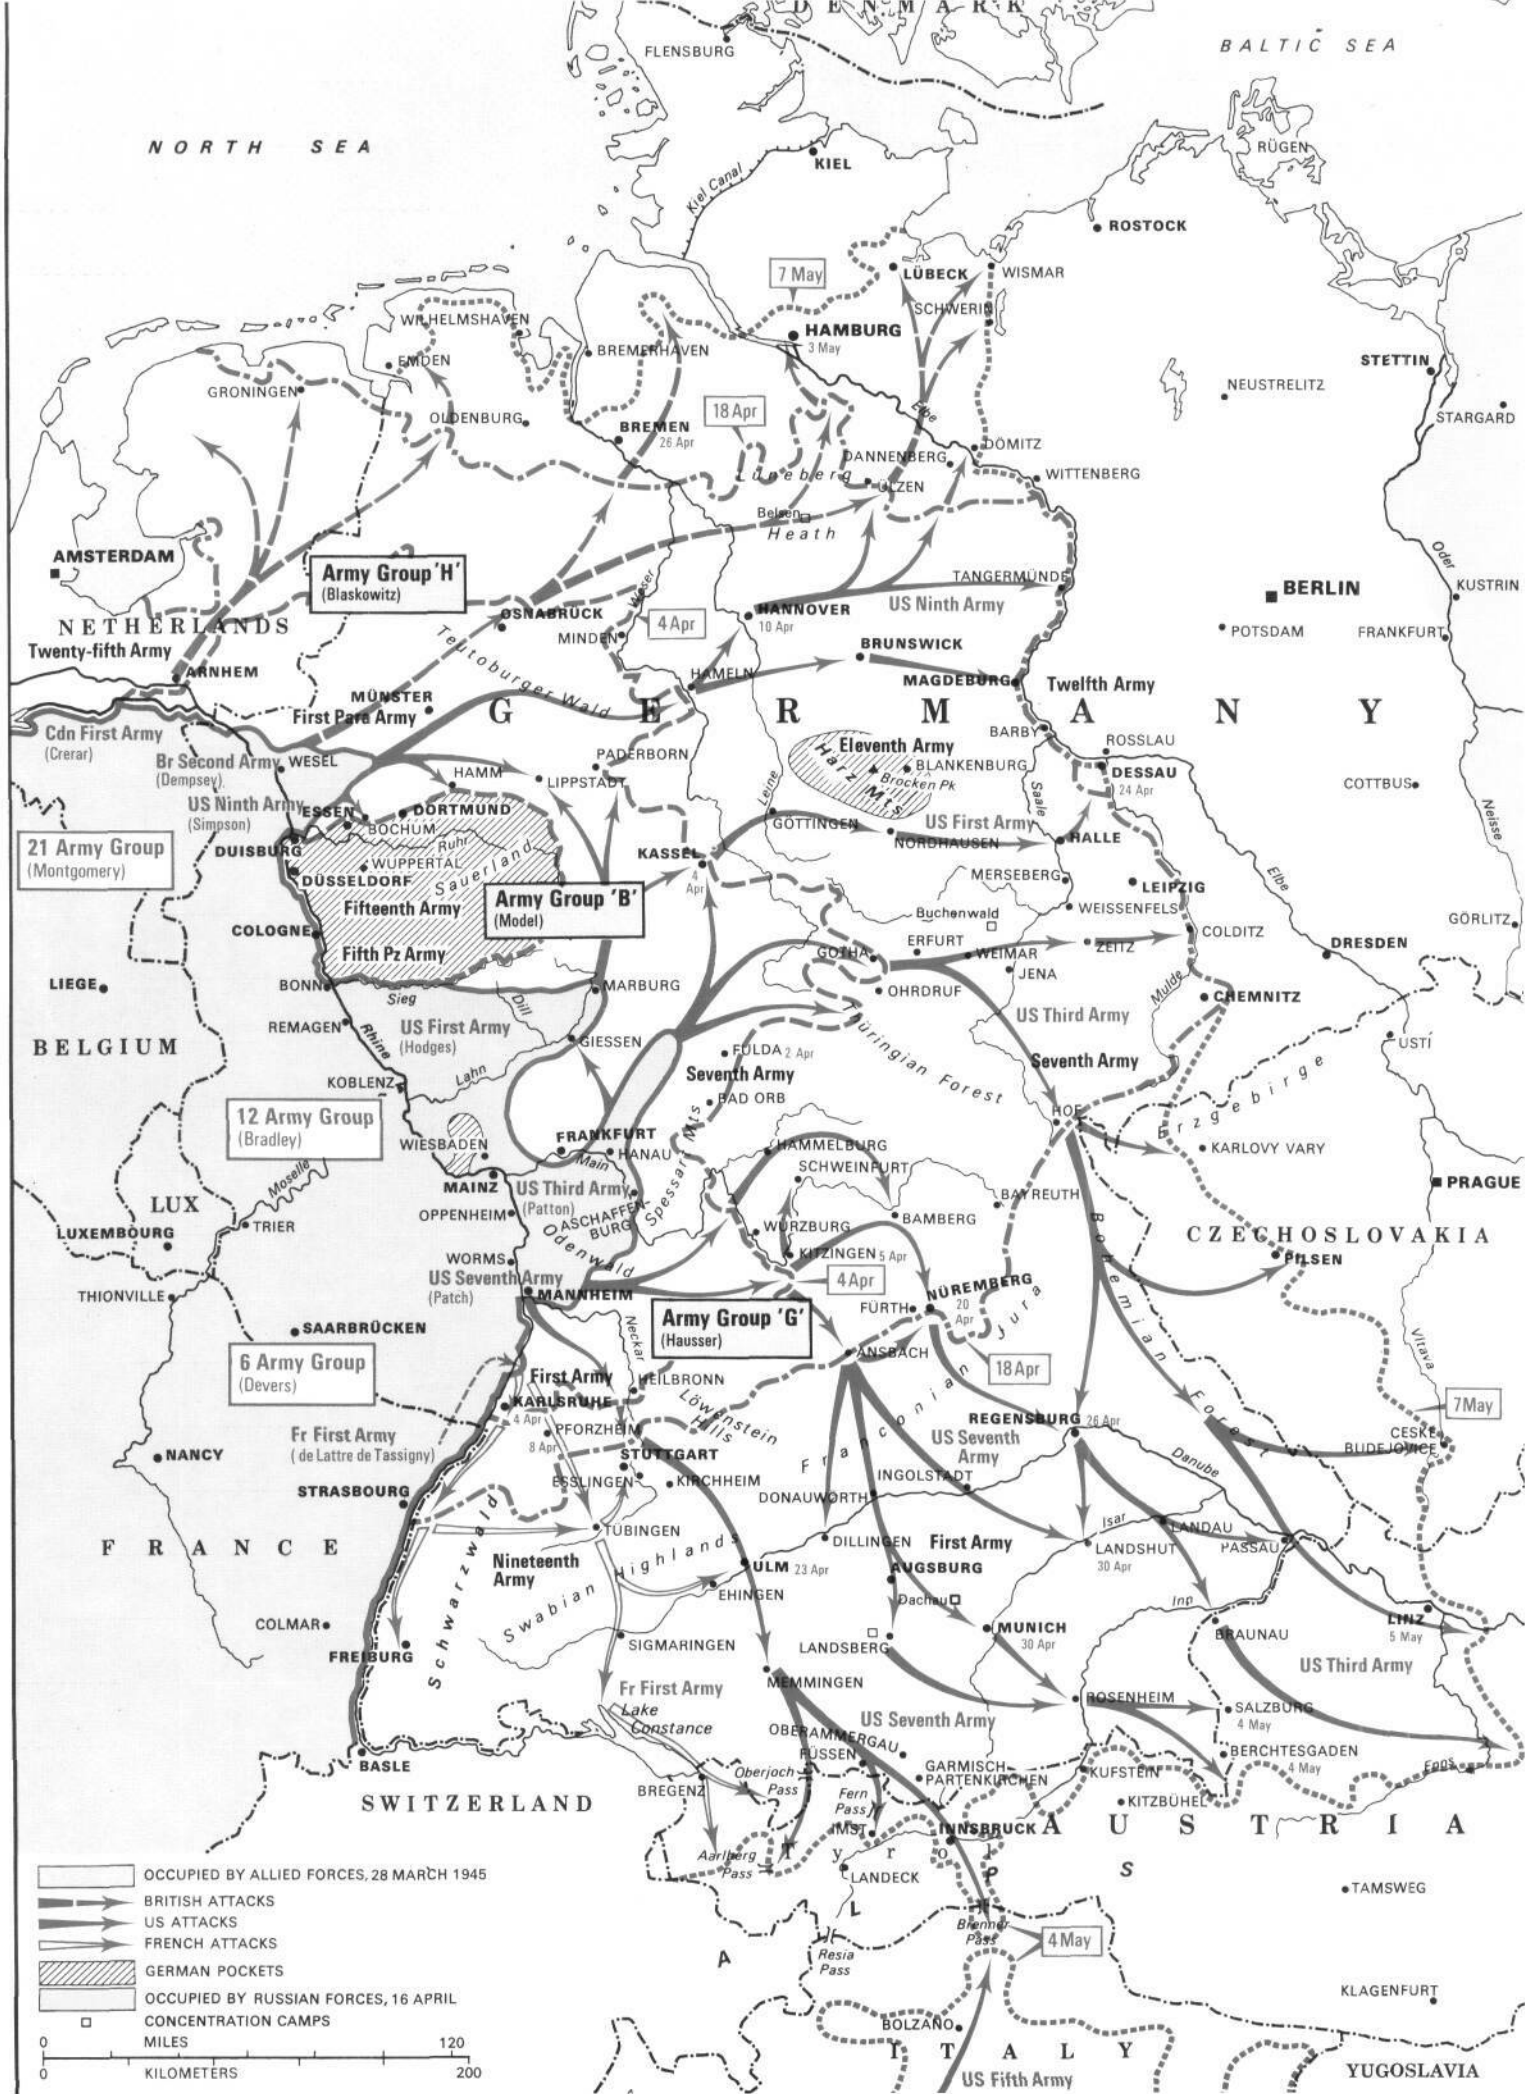 DENMARK
BALTIC SEA
FLENSBURG
NORTH SEA
KIEL
Kiel Canal
RÜGEN
ROSTOCK
7 May
LÜBECK
WISMAR
SCHWERIN
WILHELMSHAVEN
HAMBURG
3 May
BREMERHAVEN
EMDEN
STETTIN
GRONINGEN
NEUSTRELITZ
STARGARD
OLDENBURG
BREMEN
26 Apr
18 Apr
Elbe
DÖMITZ
DANNENBERG
WITTENBERG
Lüneberg
ÜLZEN
Belsen
Heath
AMSTERDAM
Army Group 'H'
(Blaskowitz)
Oder
TANGERMÜNDE
BERLIN
KUSTRIN
OSNABRÜCK
Weser
HANNOVER
10 Apr
US Ninth Army
NETHERLANDS
4 Apr
MINDEN
POTSDAM
FRANKFURT
Twenty-fifth Army
Teutoburger Wald
BRUNSWICK
ARNHEM
HAMELN
MAGDEBURG
Twelfth Army
MÜNSTER
First Para Army
GERMANY
Cdn First Army
(Crerar)
BARBY
ROSSLAU
Br Second Army
(Dempsey)
WESEL
PADERBORN
Eleventh Army
BLANKENBURG
Harz Mts
Brocken Pk
HAMM
LIPPSTADT
DESSAU
24 Apr
COTTBUS
Leine
Saale
Neisse
US Ninth Army
(Simpson)
ESSEN
DORTMUND
BOCHUM
Ruhr
GÖTTINGEN
US First Army
NORDHAUSEN
HALLE
21 Army Group
(Montgomery)
DUISBURG
WUPPERTAL
Sauerland
KASSEL
4
Apr
DÜSSELDORF
MERSEBERG
LEIPZIG
Elbe
Army Group 'B'
(Model)
Fifteenth Army
Buchenwald
WEISSENFELS
GÖRLITZ
COLOGNE
ERFURT
COLDITZ
Fifth Pz Army
GOTHA
WEIMAR
ZEITZ
DRESDEN
JENA
LIEGE
BONN
Sieg
Dill
MARBURG
OHRDRUF
Mulde
CHEMNITZ
REMAGEN
Rhine
US First Army
(Hodges)
GIESSEN
US Third Army
Thüringian Forest
USTÍ
BELGIUM
FULDA 2 Apr
Seventh Army
Seventh Army
Lahn
KOBLENZ
BAD ORB
Erzgebirge
HOF
12 Army Group
(Bradley)
WIESBADEN
FRANKFURT
HANAU
Main
Spessart Mts
HAMMELBURG
KARLOVY VARY
SCHWEINFURT
Moselle
MAINZ
US Third Army
(Patton)
PRAGUE
LUX
BAYREUTH
TRIER
OPPENHEIM
ASCHAFFEN-
BURG
BAMBERG
LUXEMBOURG
WURZBURG
CZECHOSLOVAKIA
WORMS
Odenwald
KITZINGEN 5 Apr
PILSEN
Bohemian Forest
US Seventh Army
(Patch)
MANNHEIM
4 Apr
THIONVILLE
NÜREMBERG
20
Apr
FÜRTH
SAARBRÜCKEN
Army Group 'G'
(Hausser)
Neckar
Franconian Jura
Vltava
6 Army Group
(Devers)
ANSBACH
18 Apr
First Army
HEILBRONN
KARLSRUHE
4 Apr
Löwenstein
Hills
7 May
PFORZHEIM
8 Apr
REGENSBURG 26 Apr
US Seventh
Army
CESKE
BUDEJOVICE
Fr First Army
(de Lattre de Tassigny)
NANCY
STUTTGART
Danube
ESSLINGEN
KIRCHHEIM
INGOLSTADT
STRASBOURG
DONAUWÖRTH
Isar
FRANCE
TÜBINGEN
DILLINGEN
First Army
LANDAU
PASSAU
LANDSHUT
30 Apr
Schwarzwald
Nineteenth
Army
Swabian Highlands
ULM 23 Apr
AUGSBURG
EHINGEN
Dachau
Inn
LINZ
5 May
COLMAR
MUNICH
30 Apr
BRAUNAU
SIGMARINGEN
LANDSBERG
FREIBURG
US Third Army
MEMMINGEN
Fr First Army
Lake
Constance
ROSENHEIM
SALZBURG
4 May
US Seventh Army
OBERAMMERGAU
FÜSSEN
BERCHTESGADEN
4 May
BASLE
Enns
GARMISCH
PARTENKIRCHEN
KUFSTEIN
BREGENZ
Oberjoch
Pass
SWITZERLAND
Fern
Pass
KITZBÜHEL
IMST
INNSBRUCK
AUSTRIA
Aarlberg
Pass
Tyrol
LANDECK
ALPS
TAMSWEG
Brenner
Pass
4 May
Resia
Pass
KLAGENFURT
BOLZANO
ITALY
US Fifth Army
YUGOSLAVIA
OCCUPIED BY ALLIED FORCES, 28 MARCH 1945
BRITISH ATTACKS
US ATTACKS
FRENCH ATTACKS
GERMAN POCKETS
OCCUPIED BY RUSSIAN FORCES, 16 APRIL
CONCENTRATION CAMPS
0 MILES 120
0 KILOMETERS 200